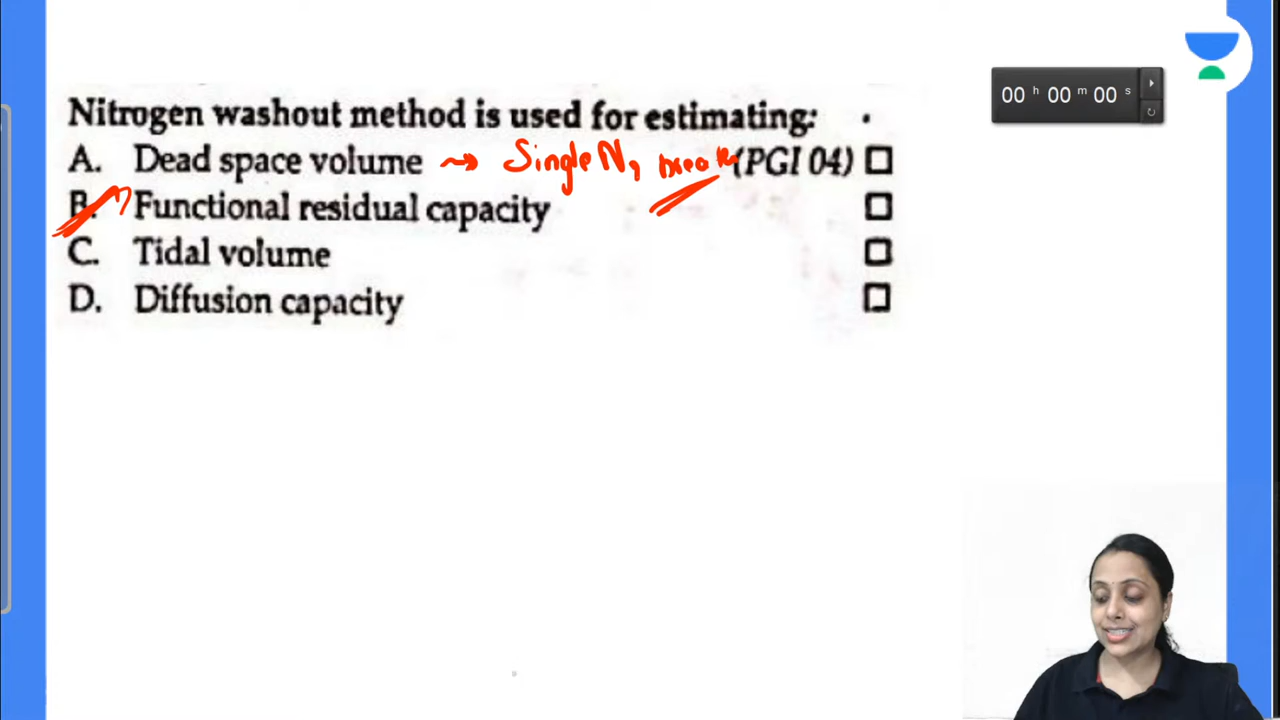 00 h 00 m 00 s
Nitrogen washout method is used for estimating:
A. Dead space volume → Single N2 (PGI 04)
B. Functional residual capacity
C. Tidal volume
D. Diffusion capacity